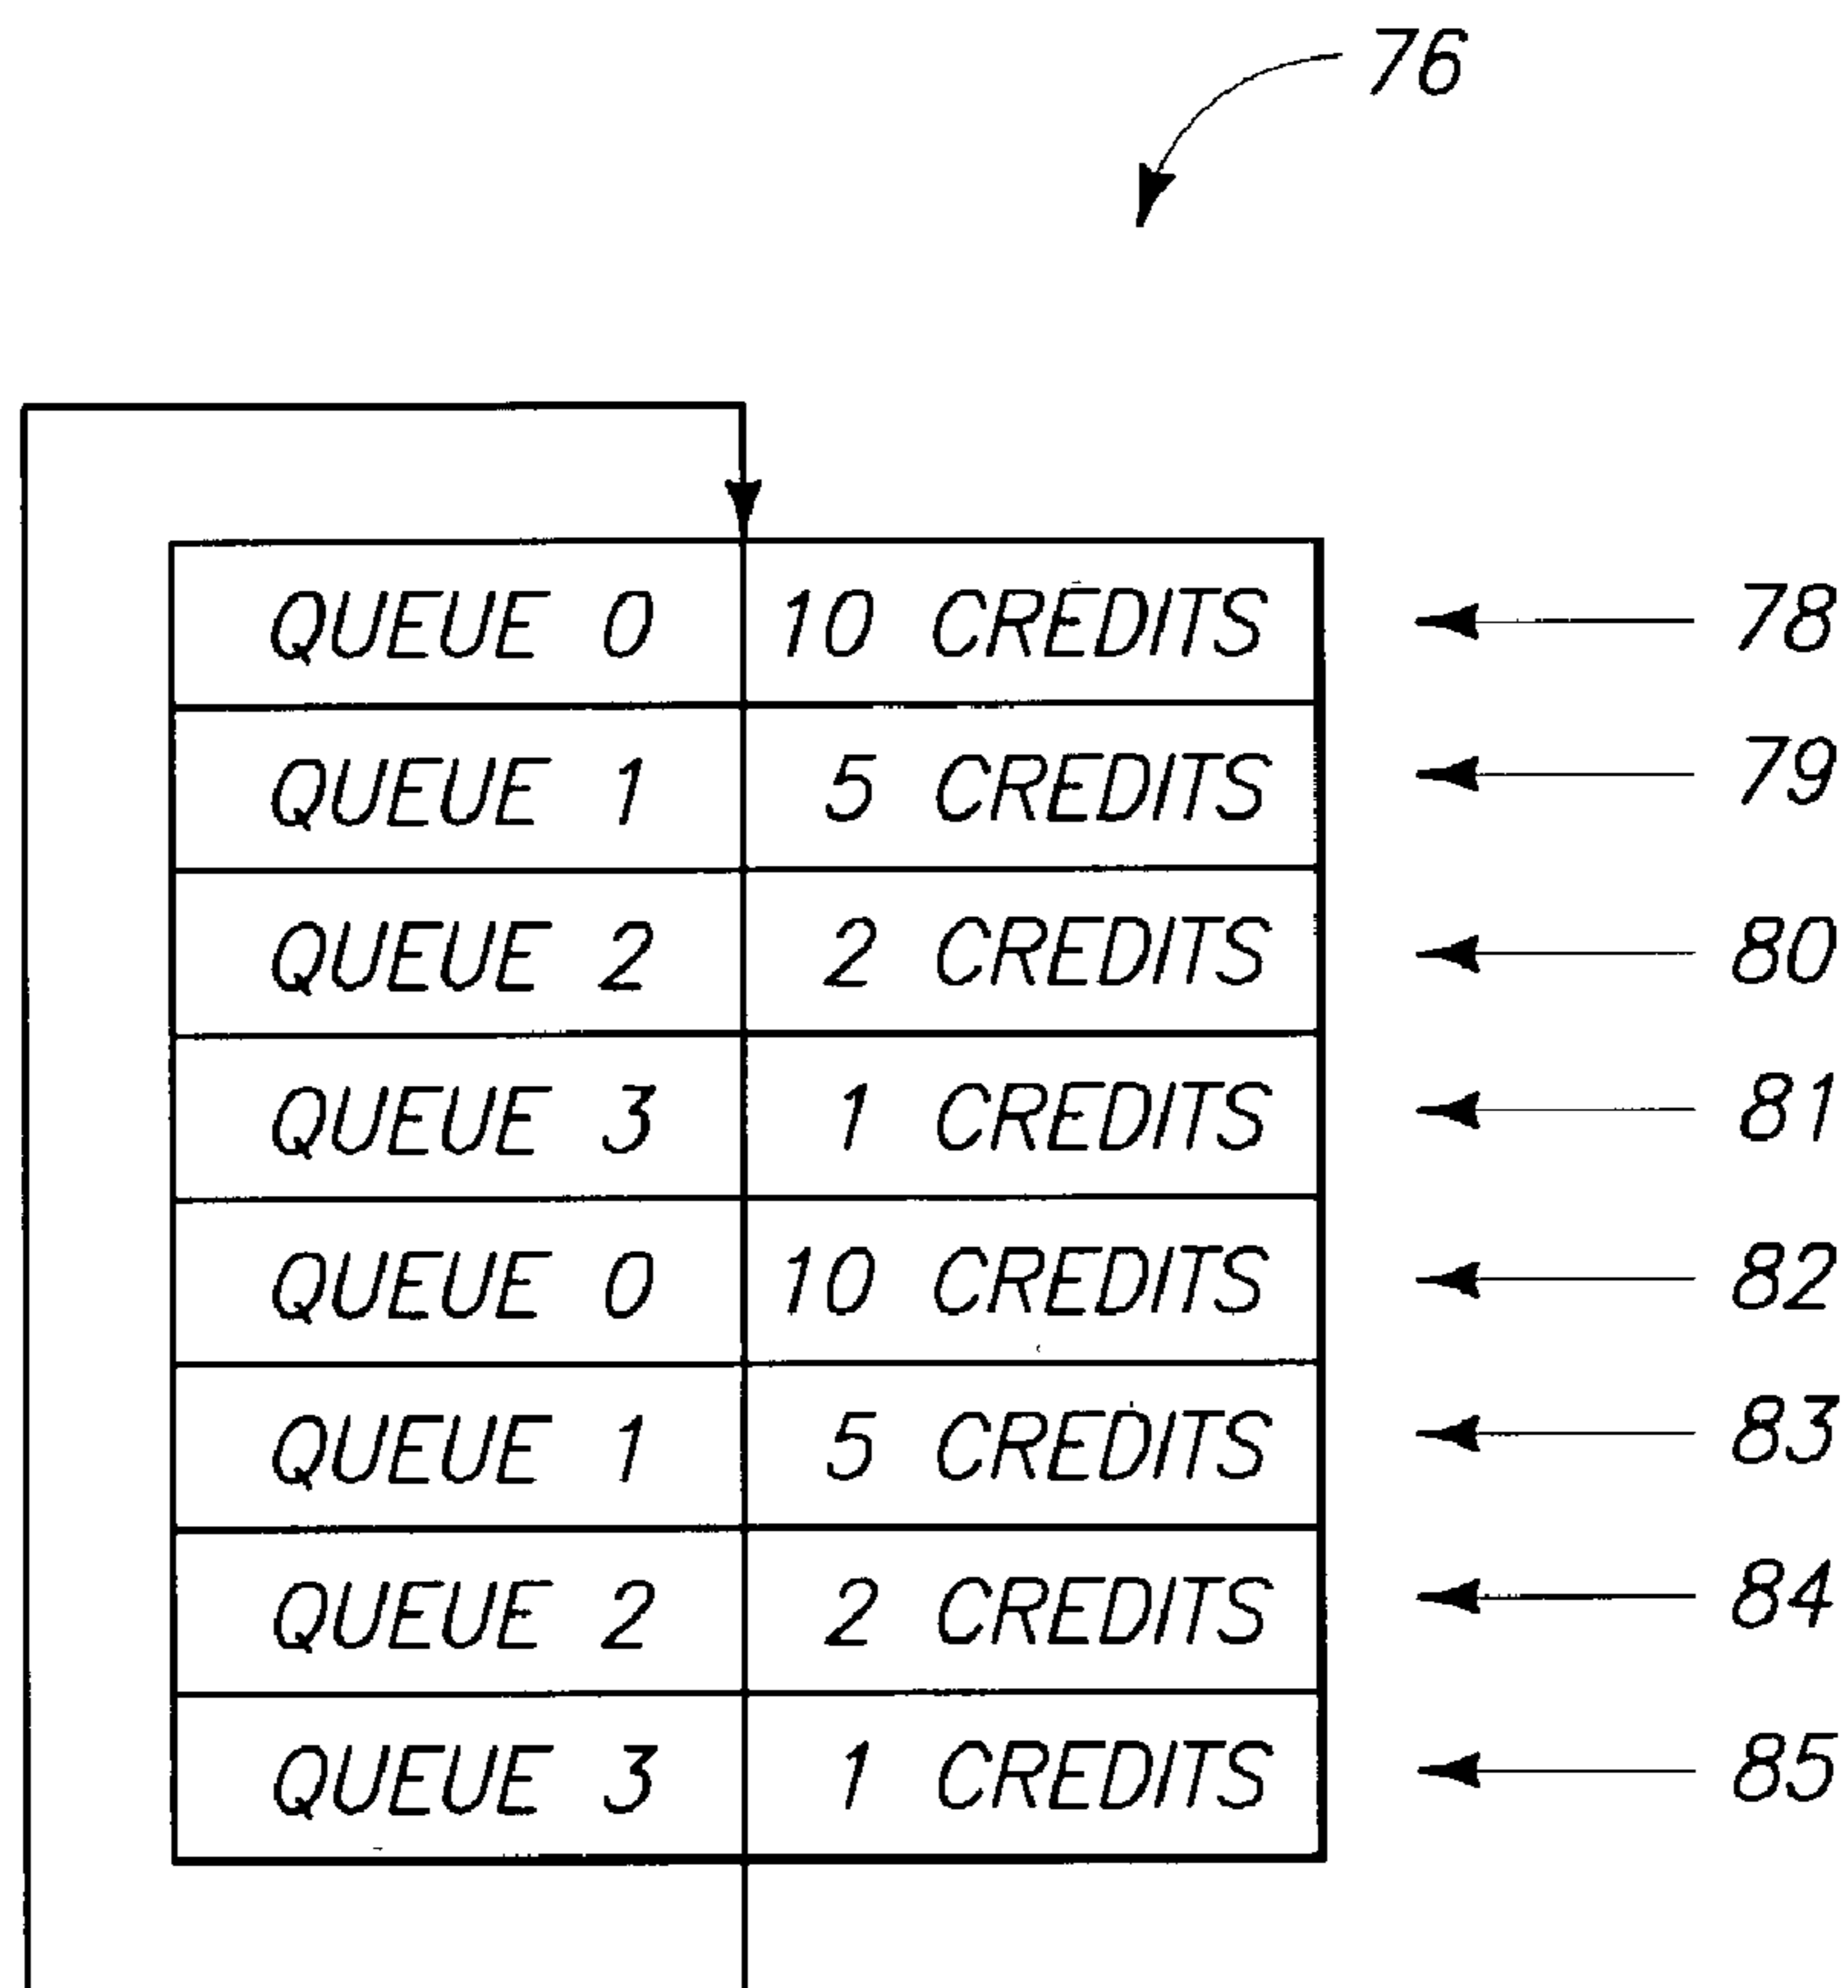 76
QUEUE 0 10 CREDITS 78
QUEUE 1 5 CREDITS 79
QUEUE 2 2 CREDITS 80
QUEUE 3 1 CREDITS 81
QUEUE 0 10 CREDITS 82
QUEUE 1 5 CREDITS 83
QUEUE 2 2 CREDITS 84
QUEUE 3 1 CREDITS 85